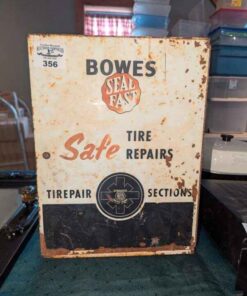 356
BOWES
SEAL
FAST
Safe TIRE
REPAIRS
TIREPAIR SECTIONS